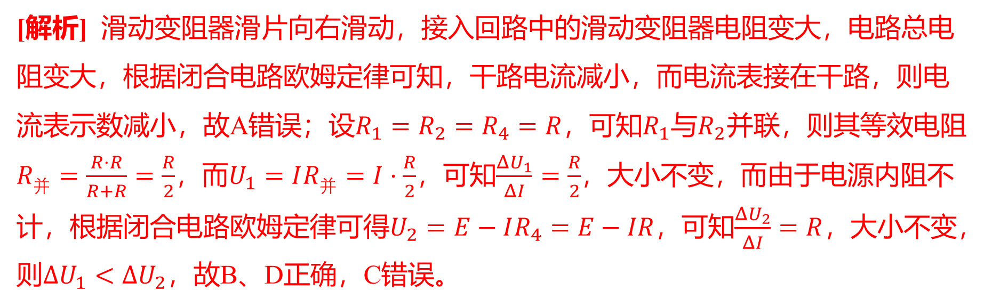 [解析] 滑动变阻器滑片向右滑动，接入回路中的滑动变阻器电阻变大，电路总电
阻变大，根据闭合电路欧姆定律可知，干路电流减小，而电流表接在干路，则电
流表示数减小，故A错误；设$R_1=R_2=R_4=R$，可知$R_1$与$R_2$并联，则其等效电阻
$R_{并}=\frac{R\cdot R}{R+R}=\frac{R}{2}$，而$U_1=IR_{并}=I\cdot\frac{R}{2}$，可知$\frac{\Delta U_1}{\Delta I}=\frac{R}{2}$，大小不变，而由于电源内阻不
计，根据闭合电路欧姆定律可得$U_2=E-IR_4=E-IR$，可知$\frac{\Delta U_2}{\Delta I}=R$，大小不变，
则$\Delta U_1<\Delta U_2$，故B、D正确，C错误。